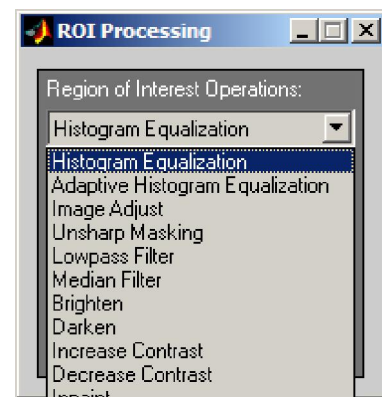 ROI Processing
Region of Interest Operations:
Histogram Equalization
Histogram Equalization
Adaptive Histogram Equalization
Image Adjust
Unsharp Masking
Lowpass Filter
Median Filter
Brighten
Darken
Increase Contrast
Decrease Contrast